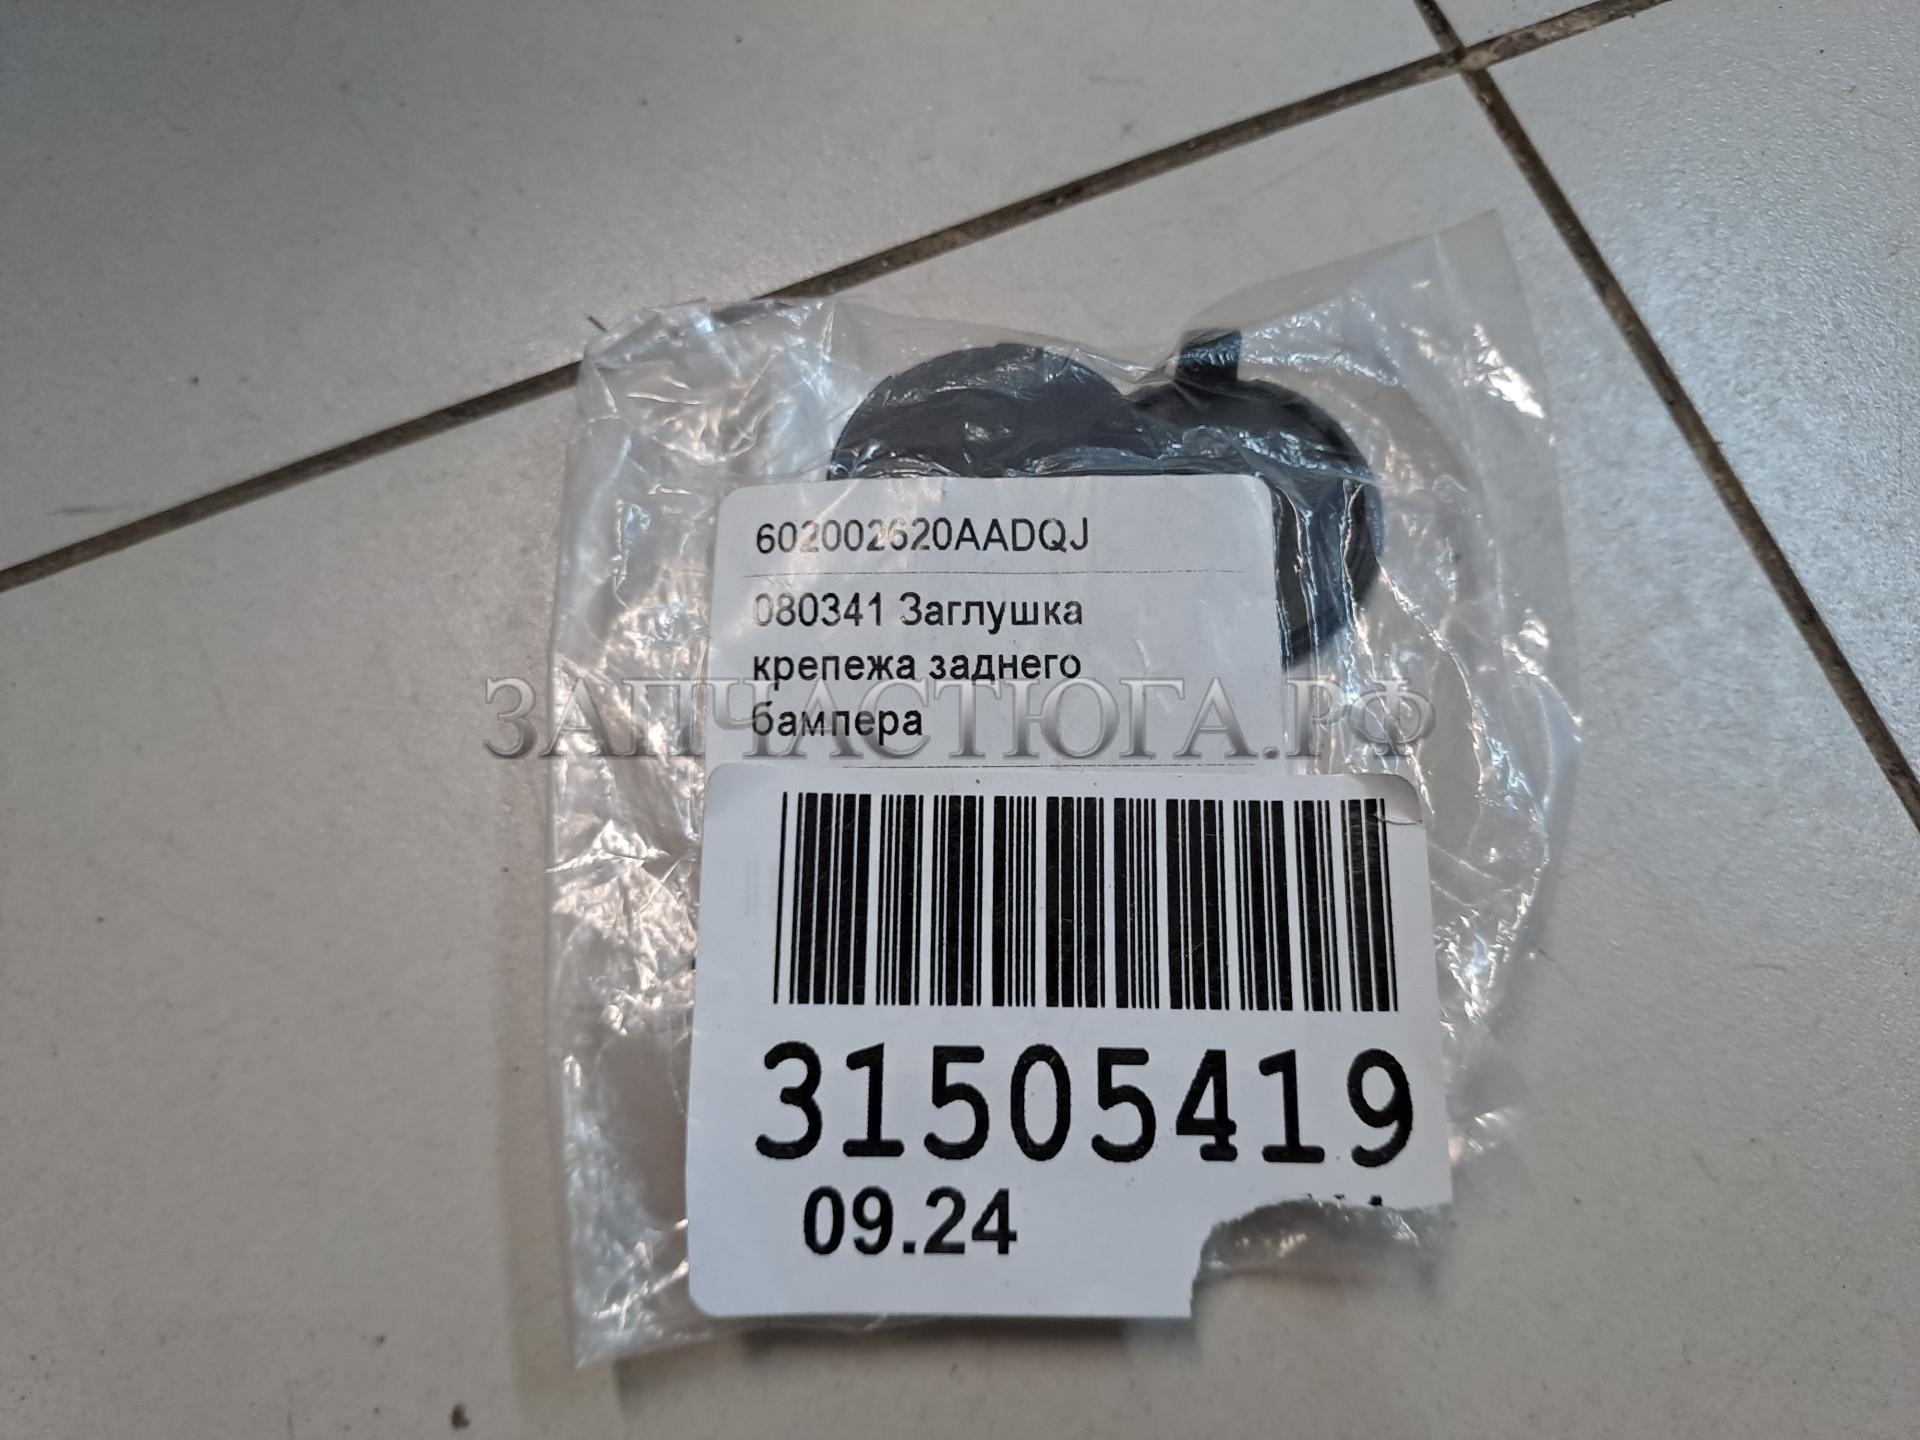 602002620AADQJ
080341 Заглушка
крепежа заднего
бампера
ЗАПЧАСТЮГА.РФ
31505419
09.24